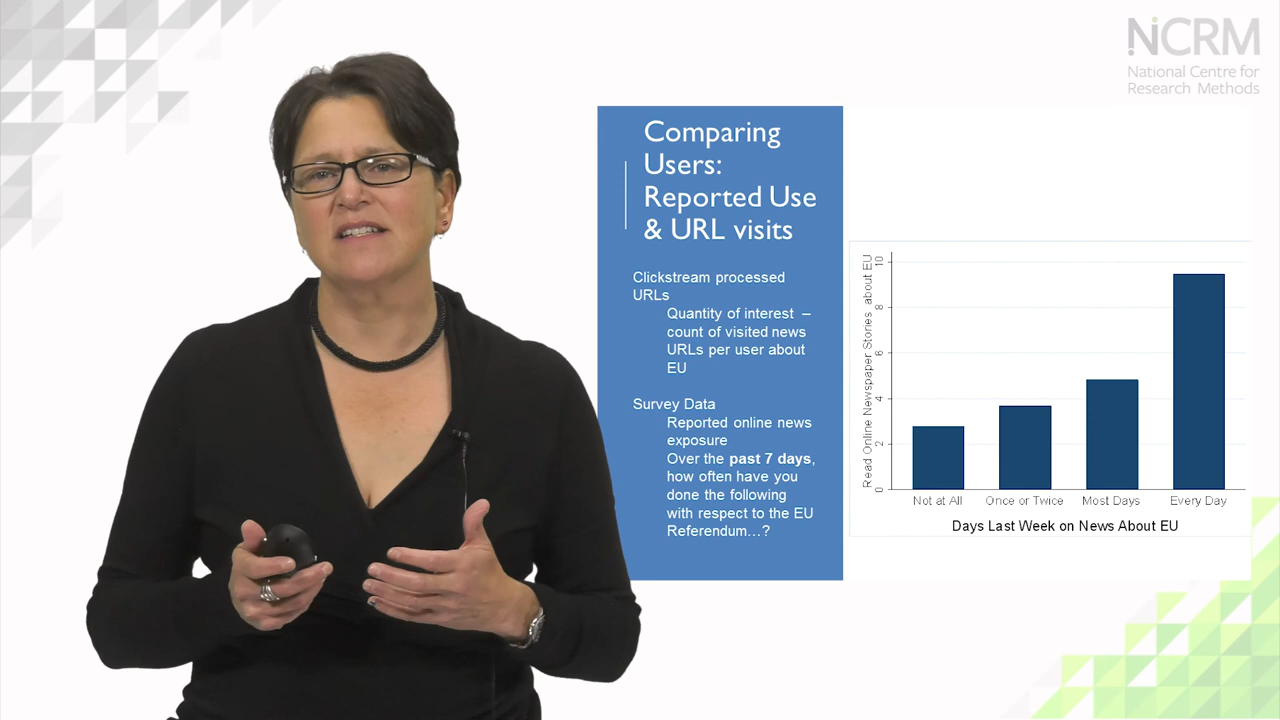 NCRM
National Centre for
Research Methods
Comparing
Users:
Reported Use
& URL visits
Clickstream processed
URLs
Quantity of interest –
count of visited news
URLs per user about
EU
Survey Data
Reported online news
exposure
Over the past 7 days,
how often have you
done the following
with respect to the EU
Referendum…?
Read Online Newspaper Stories about EU
10
8
6
4
2
0
Not at All
Once or Twice
Most Days
Every Day
Days Last Week on News About EU